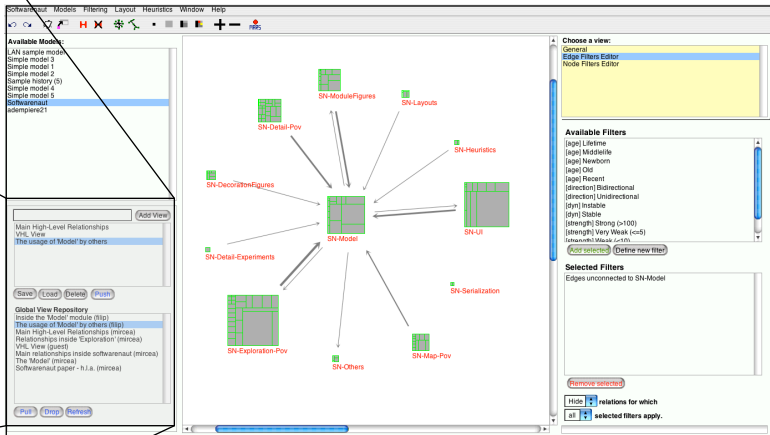 Softwarenaut Models Filtering Layout Heuristics Window Help
H
MARS
Available Models:
LAN sample model
Simple model 3
Simple model 1
Simple model 2
Sample history (5)
Simple model 4
Simple model 5
Softwarenaut
adempiere21
Add View
Main High-Level Relationships
VHL View
The usage of 'Model' by others
Save Load Delete Push
Global View Repository
Inside the 'Model' module (filip)
The usage of 'Model' by others (filip)
Main High-Level Relationships (mircea)
Relationships inside 'Exploration' (mircea)
VHL View (guest)
Main relationships inside softwarenaut (mircea)
The 'Model' (mircea)
Softwarenaut paper - h.l.a. (mircea)
Pull Drop Refresh
SN-ModuleFigures
SN-Layouts
SN-Detail-Pov
SN-Heuristics
SN-DecorationFigures
SN-Model
SN-UI
SN-Detail-Experiments
SN-Serialization
SN-Exploration-Pov
SN-Map-Pov
SN-Others
Choose a view:
General
Edge Filters Editor
Node Filters Editor
Available Filters
[age] Lifetime
[age] Middlelife
[age] Newborn
[age] Old
[age] Recent
[direction] Bidirectional
[direction] Unidirectional
[dyn] Instable
[dyn] Stable
[strength] Strong (>100)
[strength] Very Weak (<=5)
[strength] Weak (<10)
Add selected Define new filter
Selected Filters
Edges unconnected to SN-Model
Remove selected
Hide relations for which
all selected filters apply.